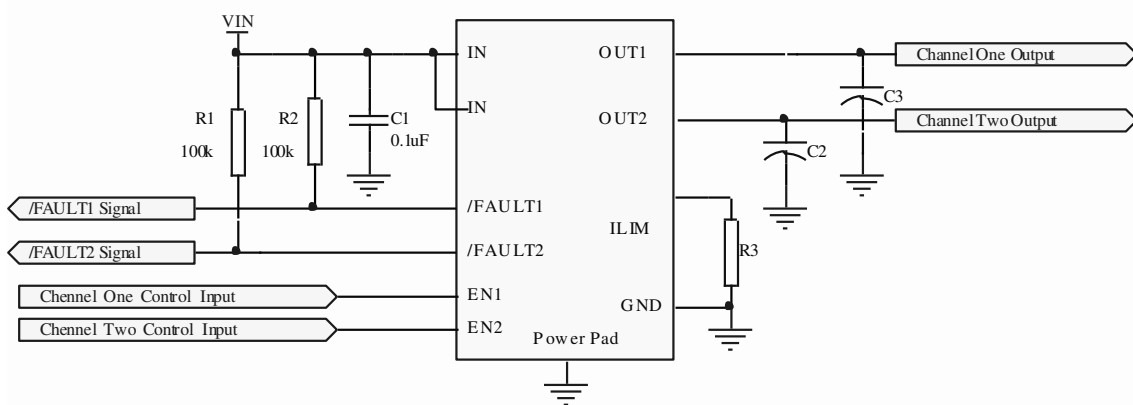 VIN
IN
OUT1
Channel One Output
IN
R1
R2
C1
C3
100k
100k
0.1uF
OUT2
Channel Two Output
C2
/FAULT1 Signal
/FAULT1
ILIM
/FAULT2 Signal
/FAULT2
R3
Chennel One Control Input
EN1
GND
Channel Two Control Input
EN2
Power Pad